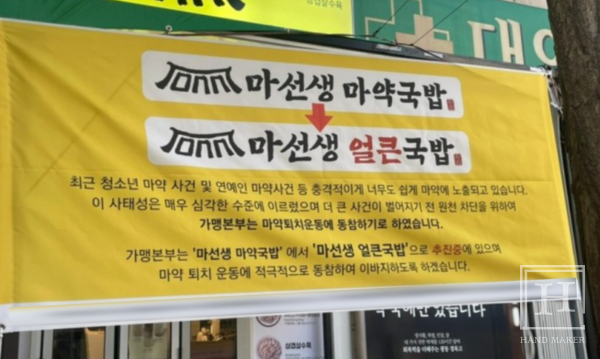 마선생 마약국밥
마선생 얼큰국밥
최근 청소년 마약 사건 및 연예인 마약사건 등 충격적이게 너무도 쉽게 마약에 노출되고 있습니다.
이 사태성은 매우 심각한 수준에 이르렀으며 더 큰 사건이 벌어지기 전 원천 차단을 위하여
가맹본부는 마약퇴치운동에 동참하기로 하였습니다.
가맹본부는 '마선생 마약국밥' 에서 '마선생 얼큰국밥'으로 추진중에 있으며
마약 퇴치 운동에 적극적으로 동참하여 이바지하도록 하겠습니다.
HAND MAKER